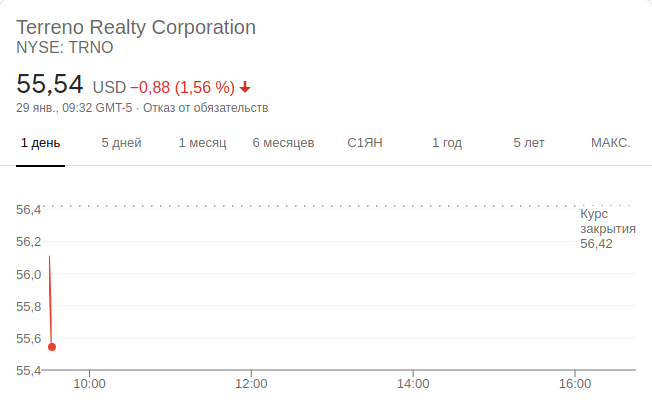 Terreno Realty Corporation
NYSE: TRNO
55,54 USD −0,88 (1,56 %)
29 янв., 09:32 GMT-5 · Отказ от обязательств
1 день 5 дней 1 месяц 6 месяцев С1ЯН 1 год 5 лет МАКС.
56,4
Курс
закрытия
56,42
56,2
56,0
55,8
55,6
55,4
10:00 12:00 14:00 16:00